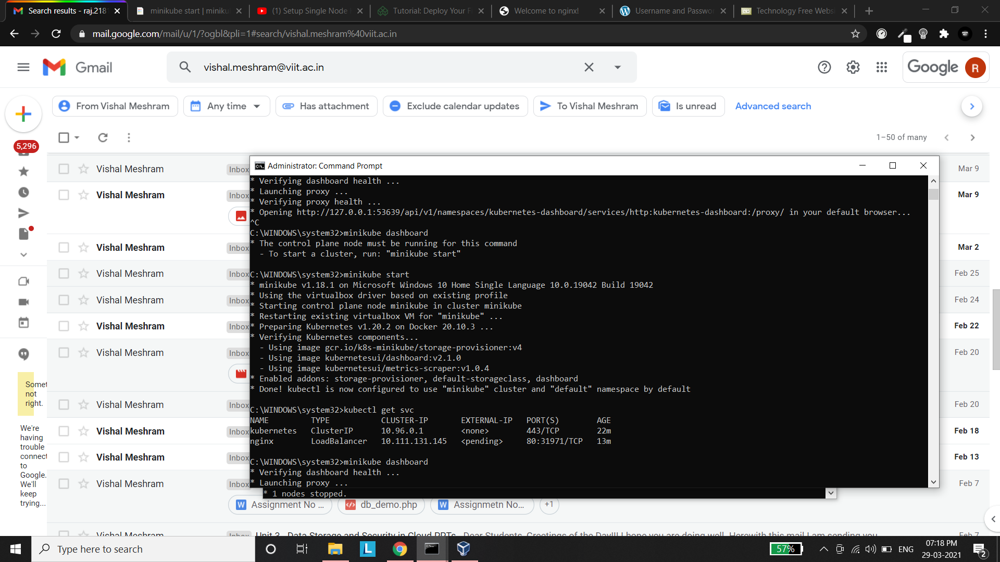 Search results - raj.218
minikube start | miniku
(1) Setup Single Node
Tutorial: Deploy Your F
Welcome to nginx!
Username and Passwo
Technology Free Webs
mail.google.com/mail/u/1/?ogbl&pli=1#search/vishal.meshram%40viit.ac.in
Gmail
vishal.meshram@viit.ac.in
Google
R
From Vishal Meshram
Any time
Has attachment
Exclude calendar updates
To Vishal Meshram
Is unread
Advanced search
1–50 of many
5,296
Vishal Meshram Inbox Mar 9
Vishal Meshram Inbox Mar 9
Vishal Meshram Inbox Mar 2
Vishal Meshram Inbox Feb 25
Vishal Meshram Inbox Feb 24
Vishal Meshram Inbox Feb 22
Vishal Meshram Inbox Feb 20
Vishal Meshram Inbox Feb 20
Vishal Meshram Inbox Feb 18
Vishal Meshram Inbox Feb 13
Vishal Meshram Inbox Feb 7
Assignment No ...
db_demo.php
Assignmetn No...
+1
Vishal Meshram Inbox Unit 3 - Data Storage and Security in Cloud PPTs - Dear Students, Greetings of the Day!!! I hope you are doing well. Herewith this mail I am sending you Feb 7
Somet
not
right.
We're
having
trouble
connect
to
Google.
We'll
keep
trying...
Administrator: Command Prompt
* Verifying dashboard health ...
* Launching proxy ...
* Verifying proxy health ...
* Opening http://127.0.0.1:53639/api/v1/namespaces/kubernetes-dashboard/services/http:kubernetes-dashboard:/proxy/ in your default browser...
^C
C:\WINDOWS\system32>minikube dashboard
* The control plane node must be running for this command
- To start a cluster, run: "minikube start"
C:\WINDOWS\system32>minikube start
* minikube v1.18.1 on Microsoft Windows 10 Home Single Language 10.0.19042 Build 19042
* Using the virtualbox driver based on existing profile
* Starting control plane node minikube in cluster minikube
* Restarting existing virtualbox VM for "minikube" ...
* Preparing Kubernetes v1.20.2 on Docker 20.10.3 ...
* Verifying Kubernetes components...
- Using image gcr.io/k8s-minikube/storage-provisioner:v4
- Using image kubernetesui/dashboard:v2.1.0
- Using image kubernetesui/metrics-scraper:v1.0.4
* Enabled addons: storage-provisioner, default-storageclass, dashboard
* Done! kubectl is now configured to use "minikube" cluster and "default" namespace by default
C:\WINDOWS\system32>kubectl get svc
NAME TYPE CLUSTER-IP EXTERNAL-IP PORT(S) AGE
kubernetes ClusterIP 10.96.0.1 <none> 443/TCP 22m
nginx LoadBalancer 10.111.131.145 <pending> 80:31971/TCP 13m
C:\WINDOWS\system32>minikube dashboard
* Verifying dashboard health ...
* Launching proxy ...
* 1 nodes stopped.
Type here to search
57%
ENG
07:18 PM
29-03-2021
2